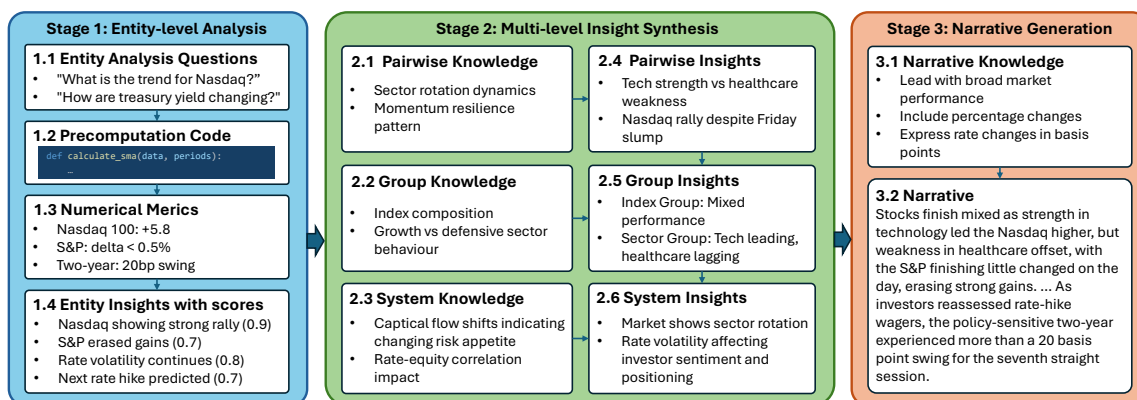 Stage 1: Entity-level Analysis
1.1 Entity Analysis Questions
• "What is the trend for Nasdaq?"
• "How are treasury yield changing?"
1.2 Precomputation Code
def calculate_sma(data, periods):
…
1.3 Numerical Merics
• Nasdaq 100: +5.8
• S&P: delta < 0.5%
• Two-year: 20bp swing
1.4 Entity Insights with scores
• Nasdaq showing strong rally (0.9)
• S&P erased gains (0.7)
• Rate volatility continues (0.8)
• Next rate hike predicted (0.7)
Stage 2: Multi-level Insight Synthesis
2.1 Pairwise Knowledge
• Sector rotation dynamics
• Momentum resilience
pattern
2.2 Group Knowledge
• Index composition
• Growth vs defensive sector
behaviour
2.3 System Knowledge
• Captical flow shifts indicating
changing risk appetite
• Rate-equity correlation
impact
2.4 Pairwise Insights
• Tech strength vs healthcare
weakness
• Nasdaq rally despite Friday
slump
2.5 Group Insights
• Index Group: Mixed
performance
• Sector Group: Tech leading,
healthcare lagging
2.6 System Insights
• Market shows sector rotation
• Rate volatility affecting
investor sentiment and
positioning
Stage 3: Narrative Generation
3.1 Narrative Knowledge
• Lead with broad market
performance
• Include percentage changes
• Express rate changes in basis
points
3.2 Narrative
Stocks finish mixed as strength in
technology led the Nasdaq higher, but
weakness in healthcare offset, with
the S&P finishing little changed on the
day, erasing strong gains. ... As
investors reassessed rate-hike
wagers, the policy-sensitive two-year
experienced more than a 20 basis
point swing for the seventh straight
session.